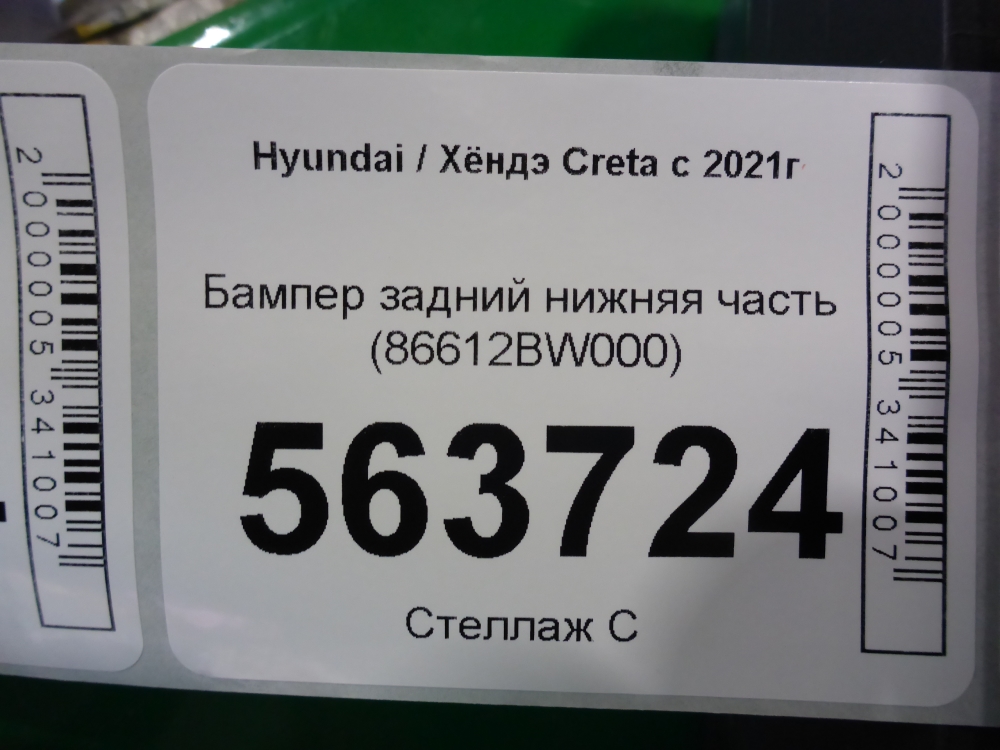 2000005341007
Hyundai / Хёндэ Creta с 2021г
Бампер задний нижняя часть
(86612BW000)
563724
Стеллаж С
2000005341007